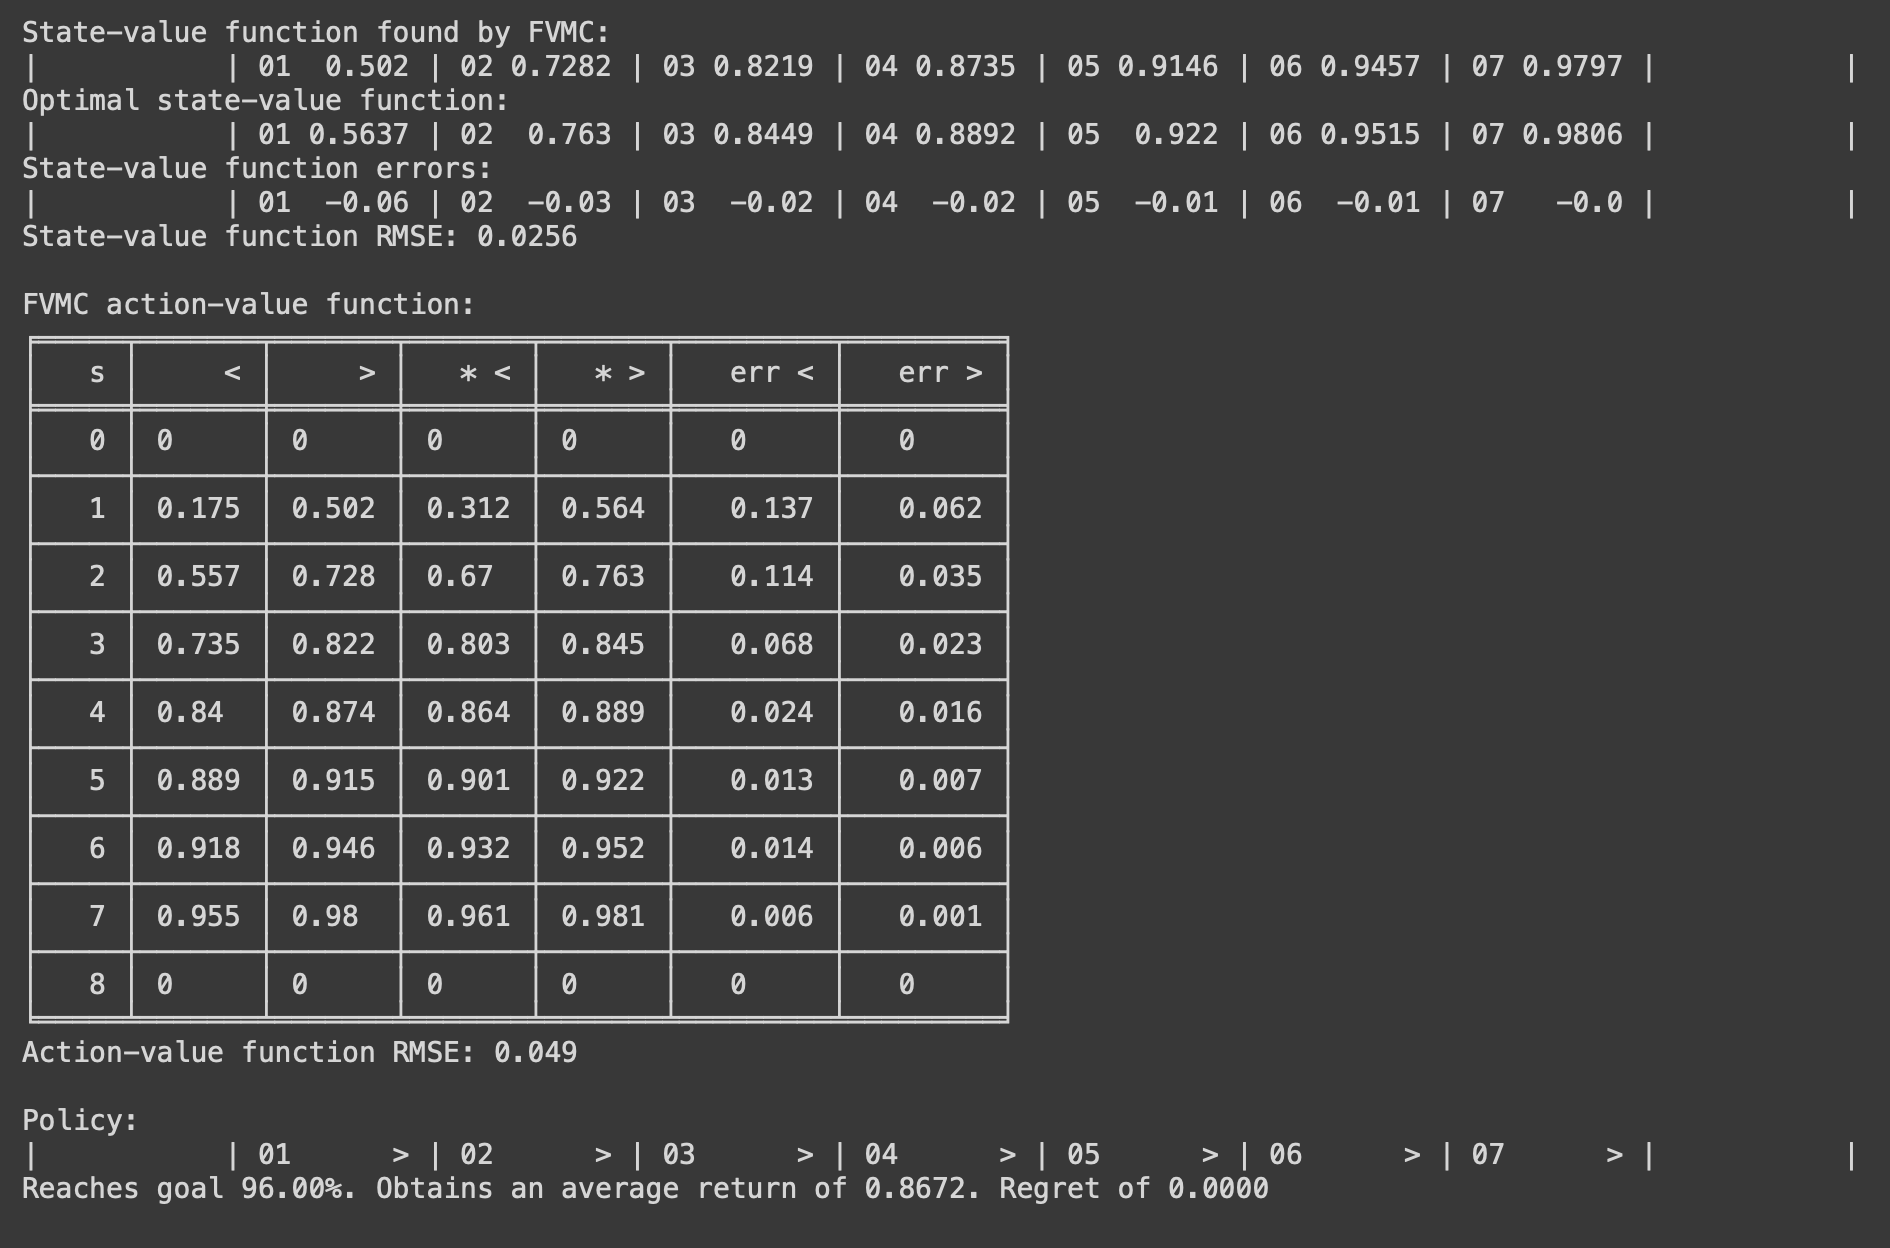 State-value function found by FVMC:
|           | 01  0.502 | 02 0.7282 | 03 0.8219 | 04 0.8735 | 05 0.9146 | 06 0.9457 | 07 0.9797 |           |
Optimal state-value function:
|           | 01 0.5637 | 02  0.763 | 03 0.8449 | 04 0.8892 | 05  0.922 | 06 0.9515 | 07 0.9806 |           |
State-value function errors:
|           | 01  -0.06 | 02  -0.03 | 03  -0.02 | 04  -0.02 | 05  -0.01 | 06  -0.01 | 07   -0.0 |           |
State-value function RMSE: 0.0256
FVMC action-value function:
s < > * < * > err < err >
0 0 0 0 0 0 0
1 0.175 0.502 0.312 0.564 0.137 0.062
2 0.557 0.728 0.67 0.763 0.114 0.035
3 0.735 0.822 0.803 0.845 0.068 0.023
4 0.84 0.874 0.864 0.889 0.024 0.016
5 0.889 0.915 0.901 0.922 0.013 0.007
6 0.918 0.946 0.932 0.952 0.014 0.006
7 0.955 0.98 0.961 0.981 0.006 0.001
8 0 0 0 0 0 0
Action-value function RMSE: 0.049
Policy:
|           | 01      > | 02      > | 03      > | 04      > | 05      > | 06      > | 07      > |           |
Reaches goal 96.00%. Obtains an average return of 0.8672. Regret of 0.0000